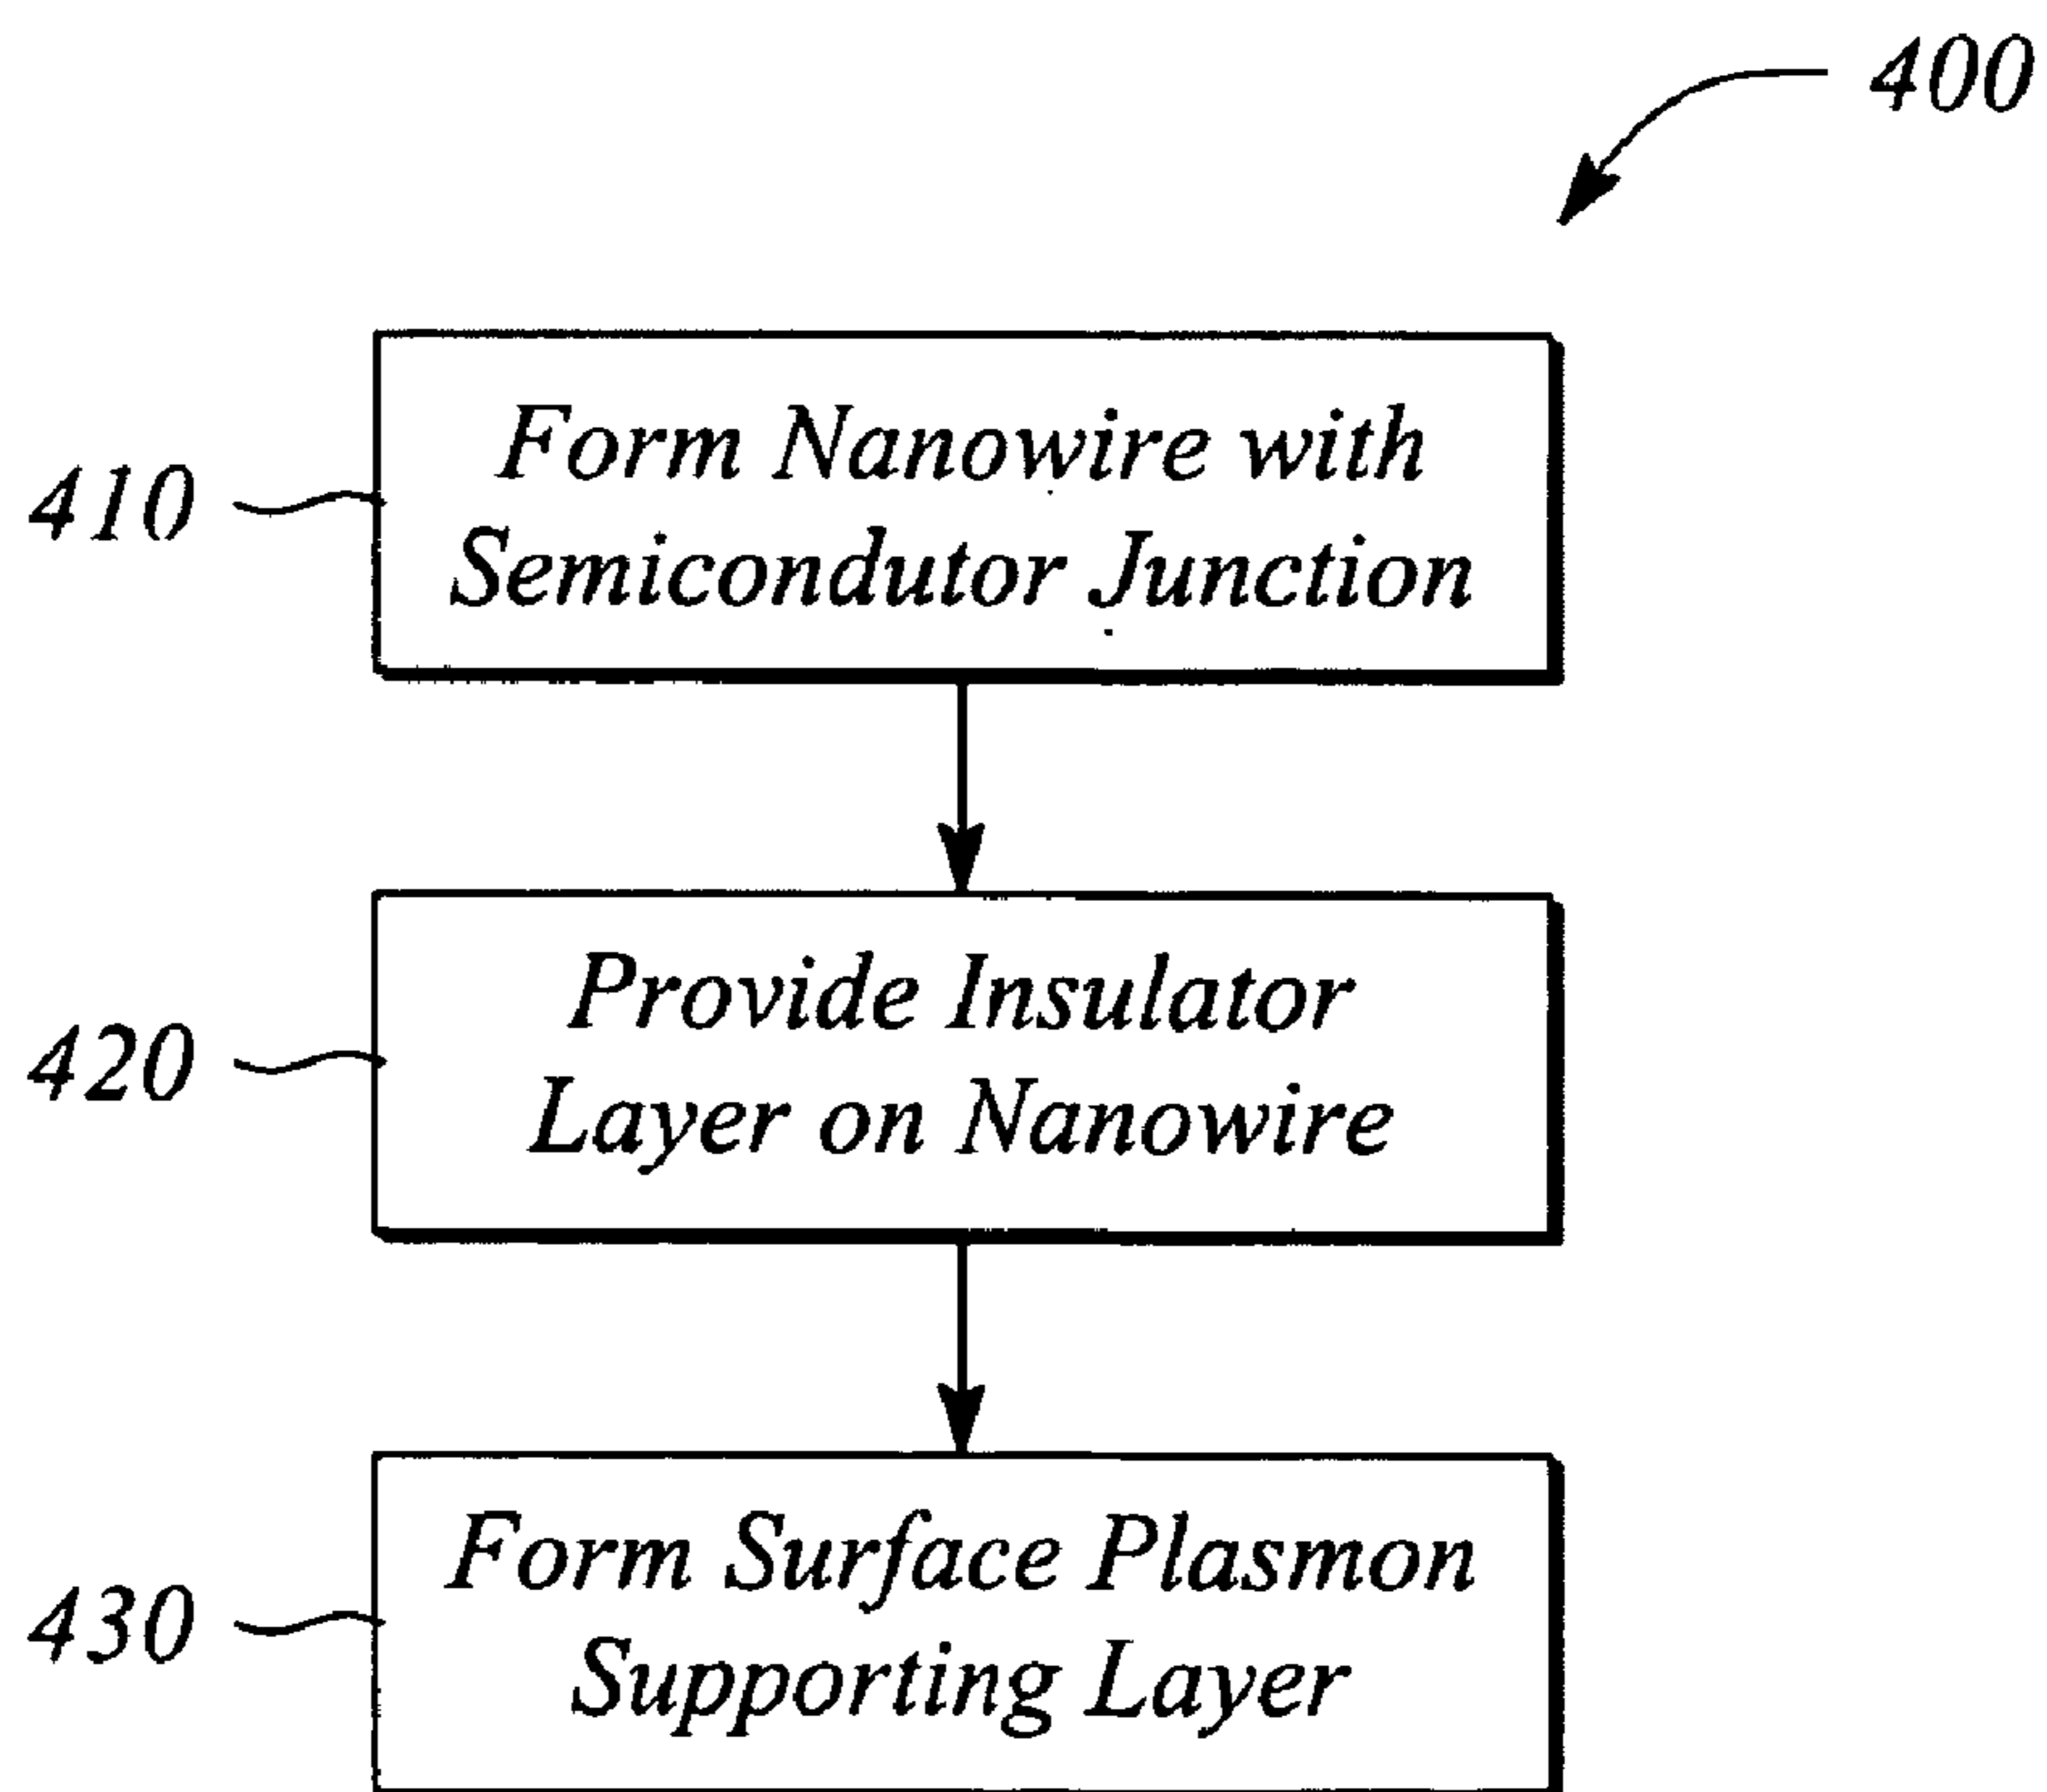 400
410
Form Nanowire with
Semicondutor Junction
420
Provide Insulator
Layer on Nanowire
430
Form Surface Plasmon
Supporting Layer